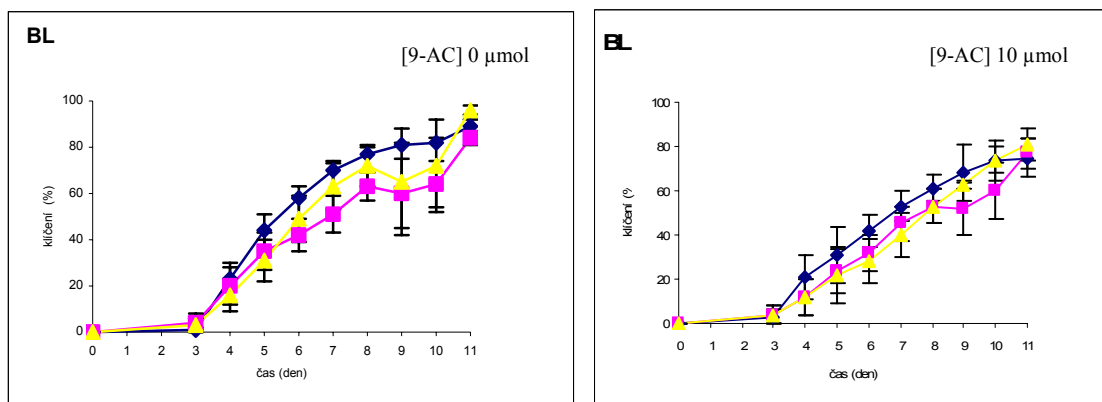 BL
[9-AC] 0 µmol
100
80
60
40
20
0
klíčení (%)
0 1 2 3 4 5 6 7 8 9 10 11
čas (den)
BL
[9-AC] 10 µmol
100
80
60
40
20
0
klíčení (%
0 1 2 3 4 5 6 7 8 9 10 11
čas (den)